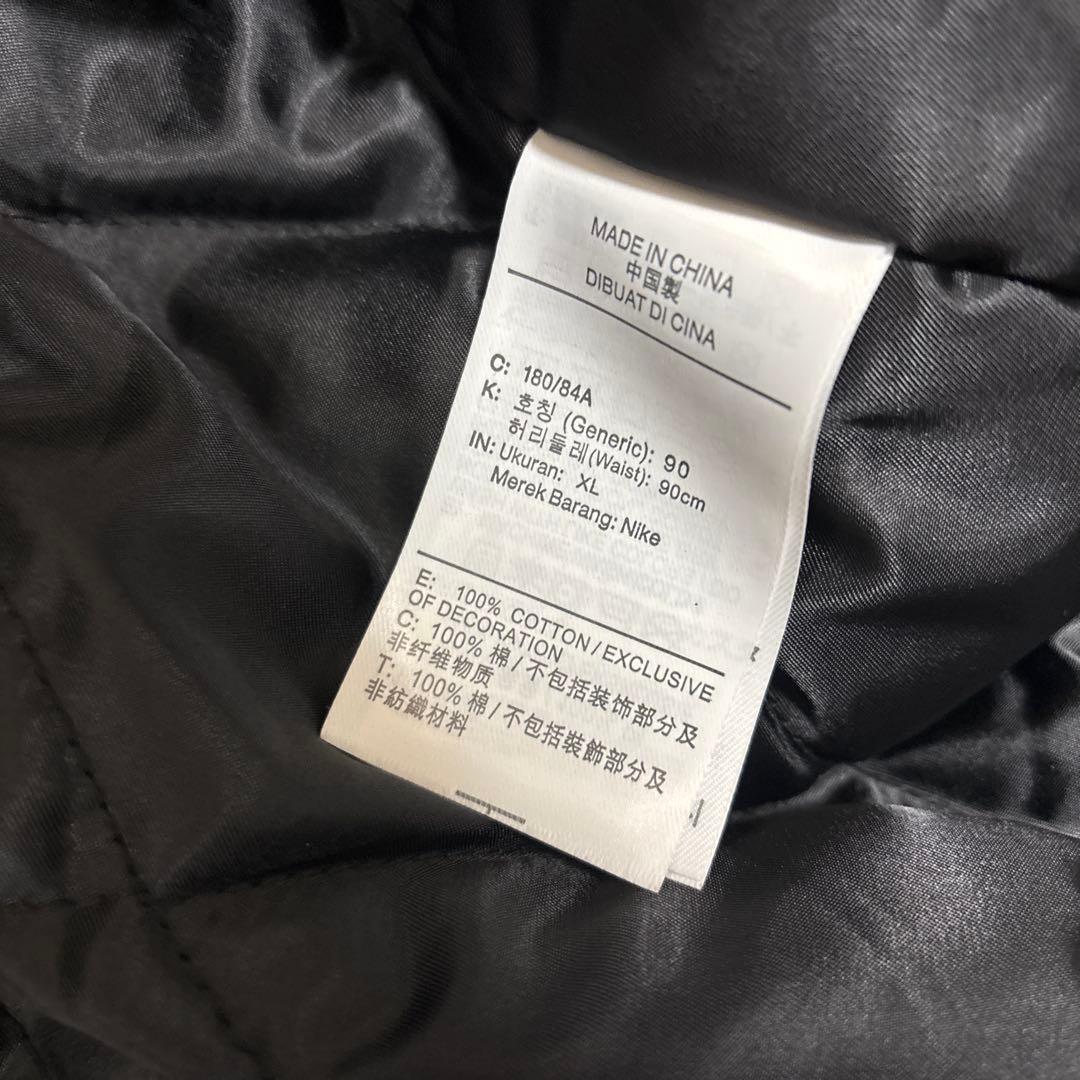 MADE IN CHINA
中国製
DIBUAT DI CINA
C: 180/84A
K: 호칭 (Generic): 90
허리둘레(Waist): 90cm
IN: Ukuran: XL
Merek Barang: Nike
E: 100% COTTON / EXCLUSIVE
OF DECORATION
C: 100% 棉 / 不包括装饰部分及
非纤维物质
T: 100% 棉 / 不包括裝飾部分及
非紡織材料